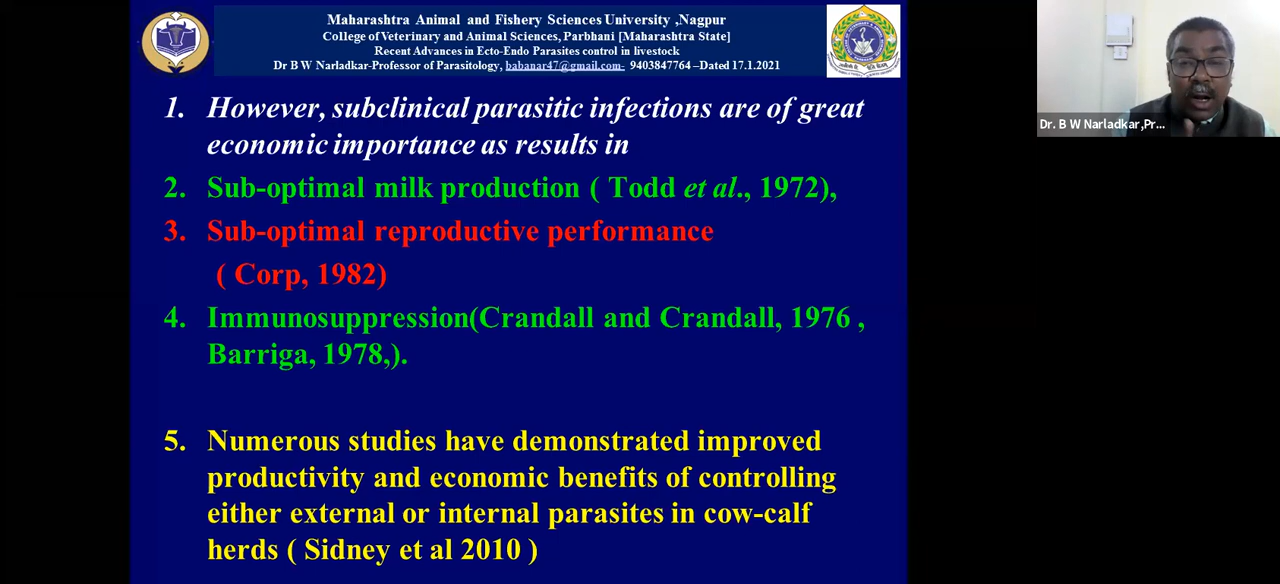 Maharashtra Animal and Fishery Sciences University ,Nagpur
College of Veterinary and Animal Sciences, Parbhani [Maharashtra State]
Recent Advances in Ecto-Endo Parasites control in livestock
Dr B W Narladkar-Professor of Parasitology, babanar47@gmail.com- 9403847764 –Dated 17.1.2021
1. However, subclinical parasitic infections are of great
economic importance as results in
2. Sub-optimal milk production ( Todd et al., 1972),
3. Sub-optimal reproductive performance
( Corp, 1982)
4. Immunosuppression(Crandall and Crandall, 1976 ,
Barriga, 1978,).
5. Numerous studies have demonstrated improved
productivity and economic benefits of controlling
either external or internal parasites in cow-calf
herds ( Sidney et al 2010 )
Dr. B W Narladkar,Pr...